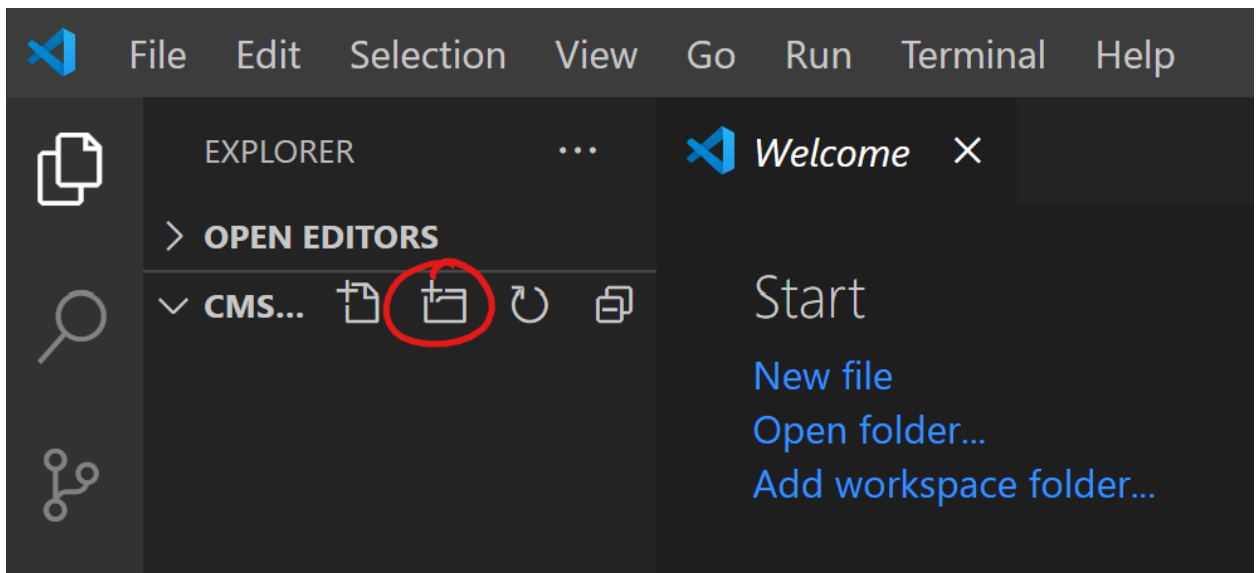 File Edit Selection View Go Run Terminal Help
EXPLORER ...
Welcome
OPEN EDITORS
CMS...
Start
New file
Open folder...
Add workspace folder...